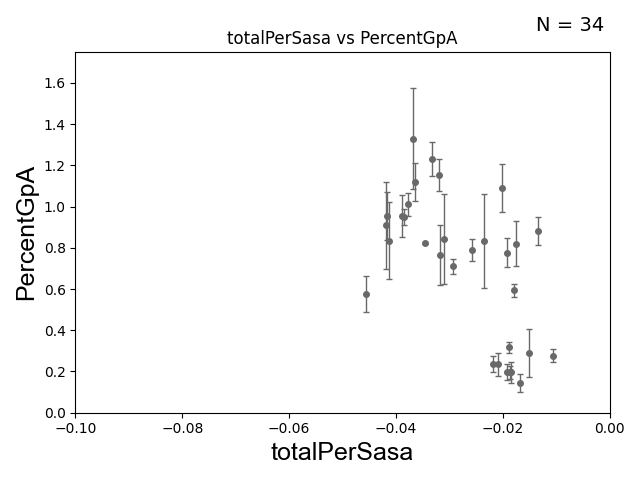 N = 34
totalPerSasa vs PercentGpA
PercentGpA
1.6
1.4
1.2
1.0
0.8
0.6
0.4
0.2
0.0
−0.10 −0.08 −0.06 −0.04 −0.02 0.00
totalPerSasa